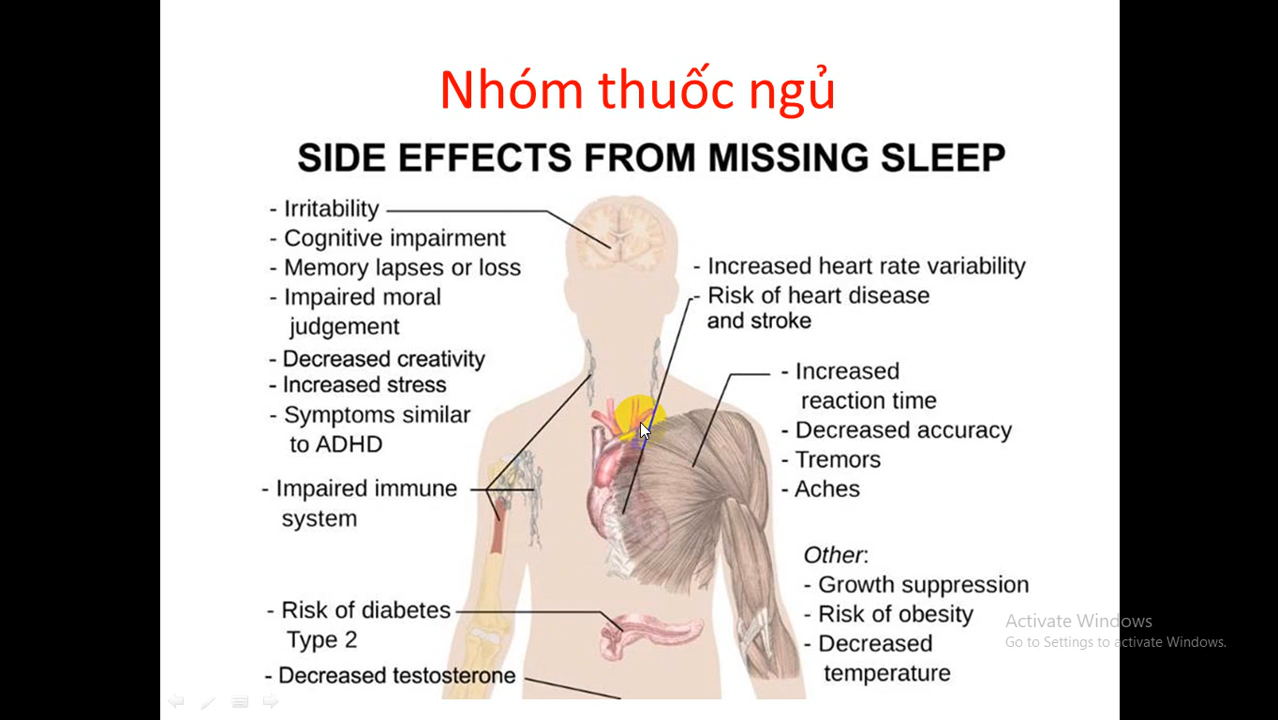 Nhóm thuốc ngủ
SIDE EFFECTS FROM MISSING SLEEP
- Irritability
- Cognitive impairment
- Memory lapses or loss
- Impaired moral
judgement
- Decreased creativity
- Increased stress
- Symptoms similar
to ADHD
- Impaired immune
system
- Risk of diabetes
Type 2
- Decreased testosterone
- Increased heart rate variability
- Risk of heart disease
and stroke
- Increased
reaction time
- Decreased accuracy
- Tremors
- Aches
Other:
- Growth suppression
- Risk of obesity
- Decreased
temperature
Activate Windows
Go to Settings to activate Windows.